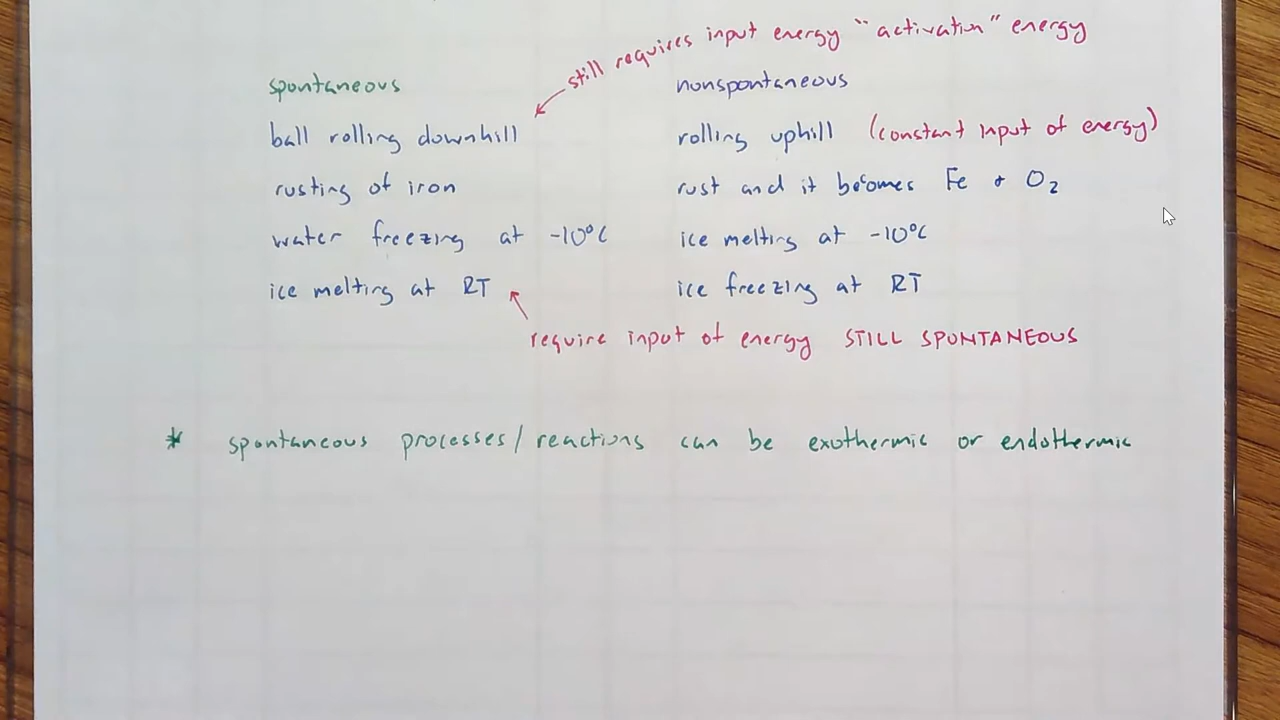 still requires input energy "activation" energy
spontaneous nonspontaneous
ball rolling downhill rolling uphill (constant input of energy)
rusting of iron rust and it becomes Fe + O₂
water freezing at -10°C ice melting at -10°C
ice melting at RT ice freezing at RT
require input of energy STILL SPONTANEOUS
* spontaneous processes/reactions can be exothermic or endothermic